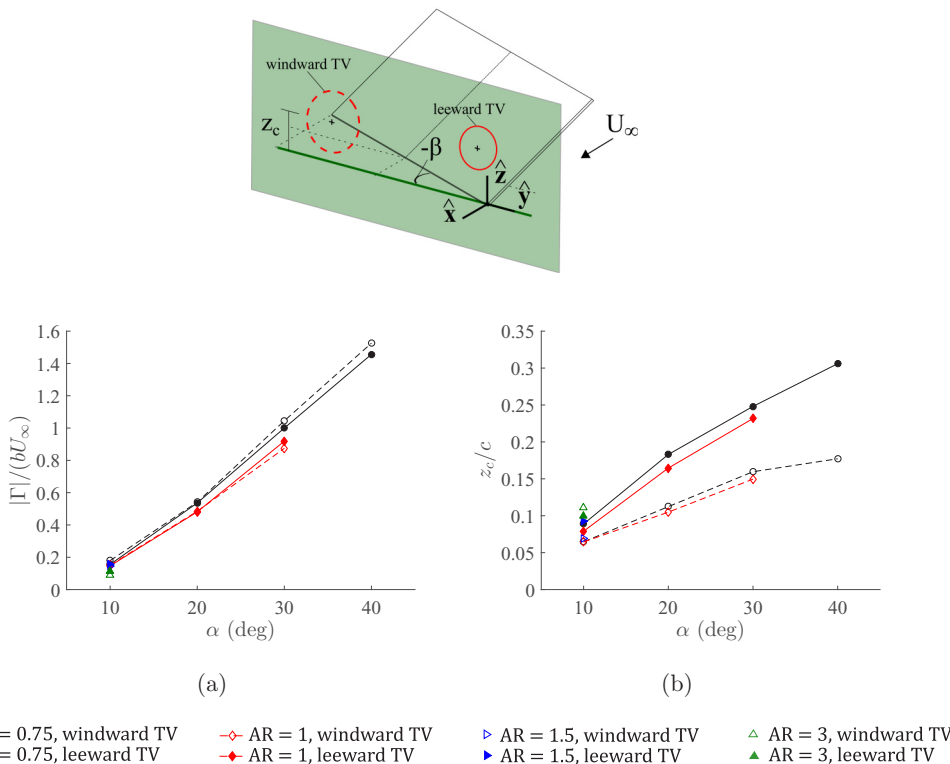 windward TV
leeward TV
z_c
-β
U_∞
ẑ
ŷ
x̂
|Γ|/(bU_∞)
1.6
1.4
1.2
1
0.8
0.6
0.4
0.2
0
10 20 30 40
α (deg)
(a)
z_c/c
0.35
0.3
0.25
0.2
0.15
0.1
0.05
0
10 20 30 40
α (deg)
(b)
= 0.75, windward TV AR = 1, windward TV AR = 1.5, windward TV AR = 3, windward TV
= 0.75, leeward TV AR = 1, leeward TV AR = 1.5, leeward TV AR = 3, leeward TV